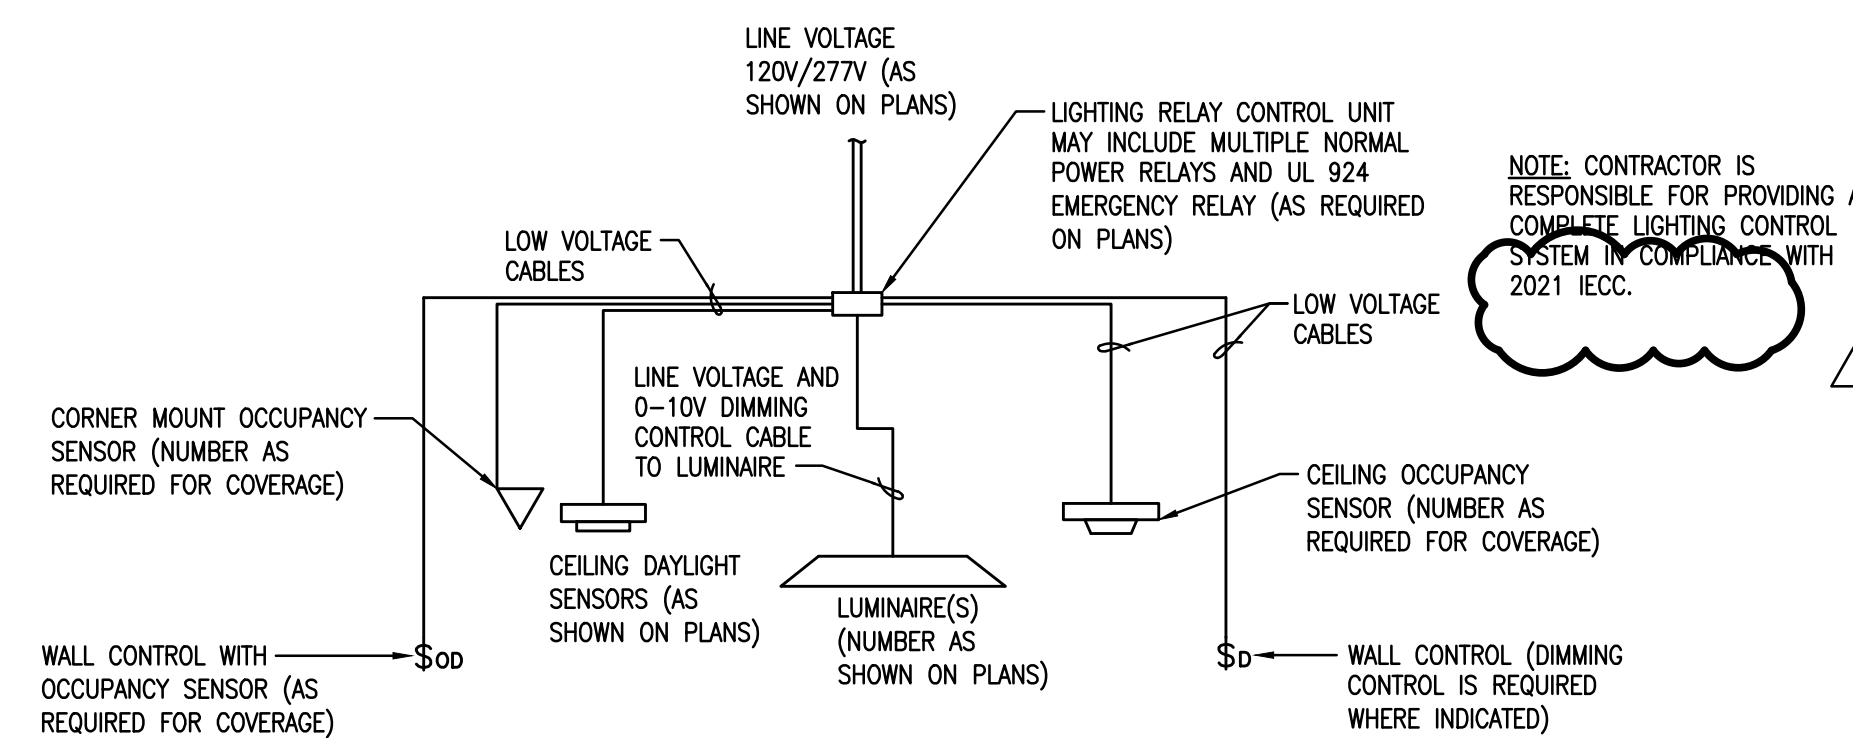 LINE VOLTAGE
120V/277V (AS
SHOWN ON PLANS)
LIGHTING RELAY CONTROL UNIT
MAY INCLUDE MULTIPLE NORMAL
POWER RELAYS AND UL 924
EMERGENCY RELAY (AS REQUIRED
ON PLANS)
NOTE: CONTRACTOR IS
RESPONSIBLE FOR PROVIDING A
COMPLETE LIGHTING CONTROL
SYSTEM IN COMPLIANCE WITH
2021 IECC.
LOW VOLTAGE
CABLES
LOW VOLTAGE
CABLES
LINE VOLTAGE AND
0-10V DIMMING
CONTROL CABLE
TO LUMINAIRE
CORNER MOUNT OCCUPANCY
SENSOR (NUMBER AS
REQUIRED FOR COVERAGE)
CEILING OCCUPANCY
SENSOR (NUMBER AS
REQUIRED FOR COVERAGE)
CEILING DAYLIGHT
SENSORS (AS
SHOWN ON PLANS)
LUMINAIRE(S)
(NUMBER AS
SHOWN ON PLANS)
WALL CONTROL WITH
OCCUPANCY SENSOR (AS
REQUIRED FOR COVERAGE)
$OD
$D
WALL CONTROL (DIMMING
CONTROL IS REQUIRED
WHERE INDICATED)